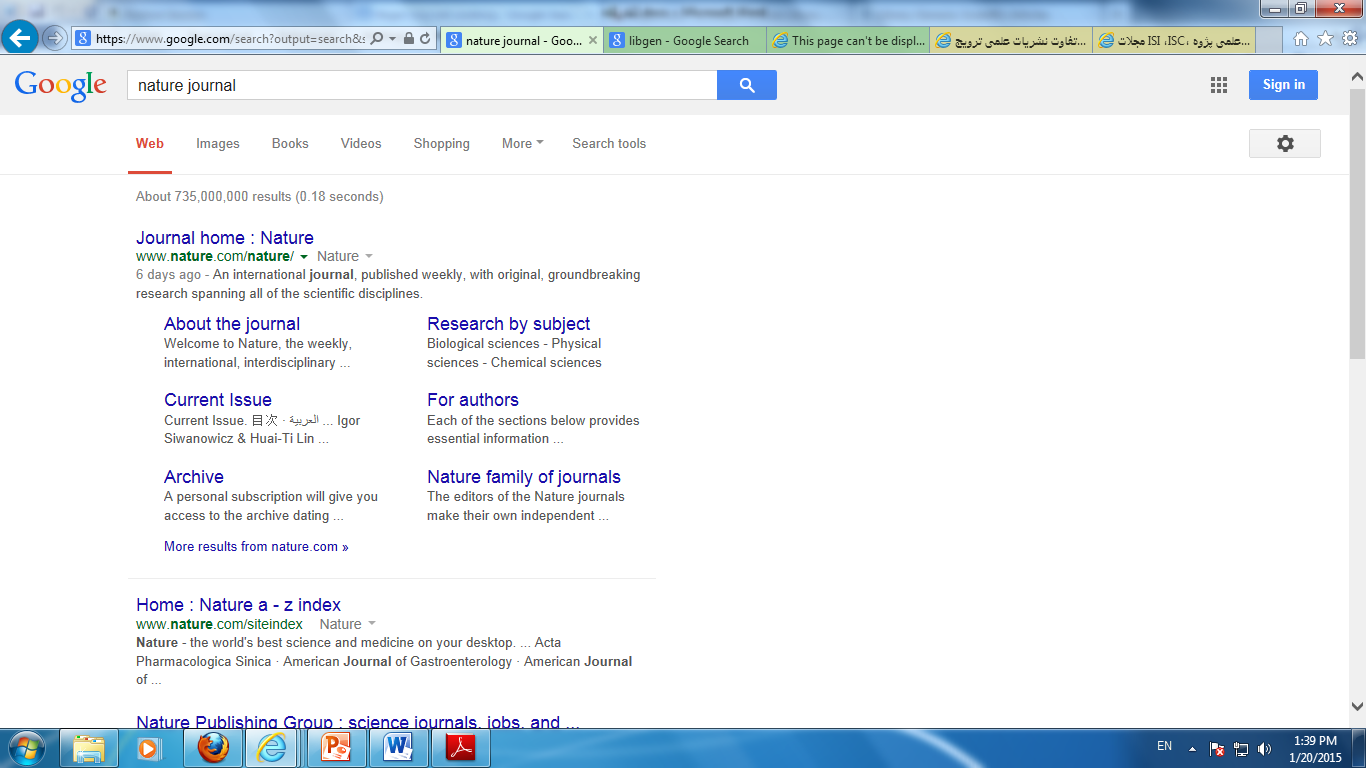 https://www.google.com/search?output=search&s
nature journal - Goo...
libgen - Google Search
This page can't be displ...
تفاوت نشریات علمی ترویج...
مجلات ISI ،ISC، علمی پژوه...
Google
nature journal
Sign in
Web
Images
Books
Videos
Shopping
More
Search tools
About 735,000,000 results (0.18 seconds)
Journal home : Nature
www.nature.com/nature/ Nature
6 days ago - An international journal, published weekly, with original, groundbreaking
research spanning all of the scientific disciplines.
About the journal
Welcome to Nature, the weekly,
international, interdisciplinary ...
Research by subject
Biological sciences - Physical
sciences - Chemical sciences
Current Issue
Current Issue. 目次 · العربية ... Igor
Siwanowicz & Huai-Ti Lin ...
For authors
Each of the sections below provides
essential information ...
Archive
A personal subscription will give you
access to the archive dating ...
Nature family of journals
The editors of the Nature journals
make their own independent ...
More results from nature.com »
Home : Nature a - z index
www.nature.com/siteindex Nature
Nature - the world's best science and medicine on your desktop. ... Acta
Pharmacologica Sinica · American Journal of Gastroenterology · American Journal
of ...
Nature Publishing Group : science journals, jobs, and ...
EN
1:39 PM
1/20/2015